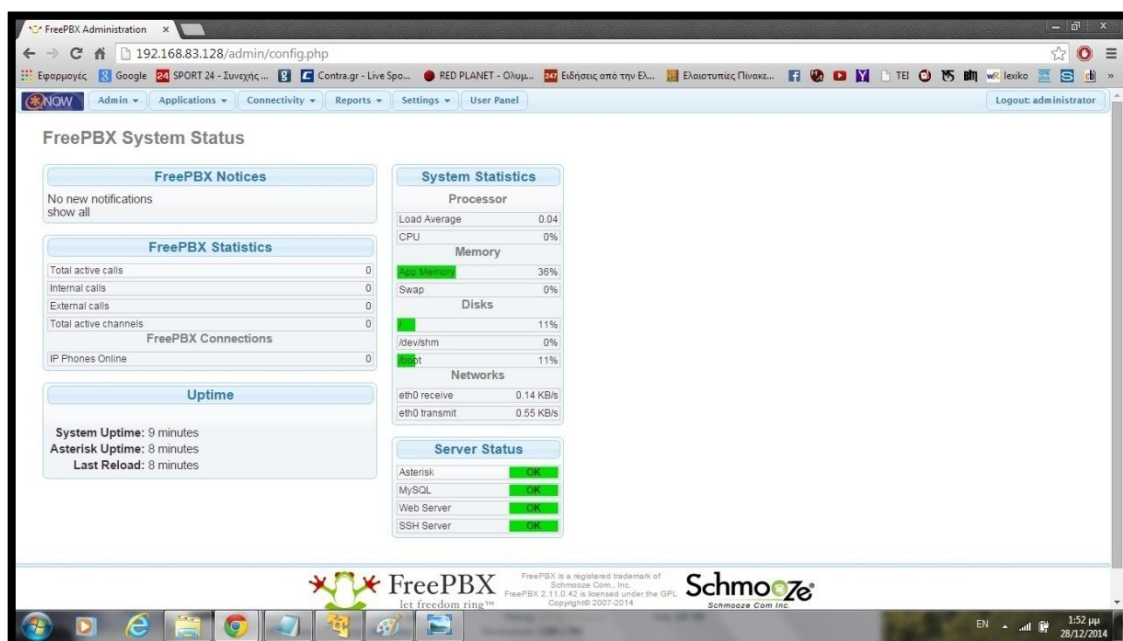 FreePBX Administration
192.168.83.128/admin/config.php
Εφαρμογές Google SPORT 24 - Συνεχής ... Contra.gr - Live Spo... RED PLANET - Ολυμ... Ειδήσεις από την Ελ... Ελαιοτυπίες Πίνακε... TEI lexiko
NOW Admin Applications Connectivity Reports Settings User Panel Logout: administrator
FreePBX System Status
FreePBX Notices
No new notifications
show all
FreePBX Statistics
Total active calls 0
Internal calls 0
External calls 0
Total active channels 0
FreePBX Connections
IP Phones Online 0
Uptime
System Uptime: 9 minutes
Asterisk Uptime: 8 minutes
Last Reload: 8 minutes
System Statistics
Processor
Load Average 0.04
CPU 0%
Memory
App Memory 36%
Swap 0%
Disks
/ 11%
/dev/shm 0%
/boot 11%
Networks
eth0 receive 0.14 KB/s
eth0 transmit 0.55 KB/s
Server Status
Asterisk OK
MySQL OK
Web Server OK
SSH Server OK
FreePBX
let freedom ring™
FreePBX is a registered trademark of
Schmooze Com., Inc.
FreePBX 2.11.0.42 is licensed under the GPL
Copyright© 2007-2014
Schmooze
Schmooze Com Inc.
EN 1:52 μμ
28/12/2014